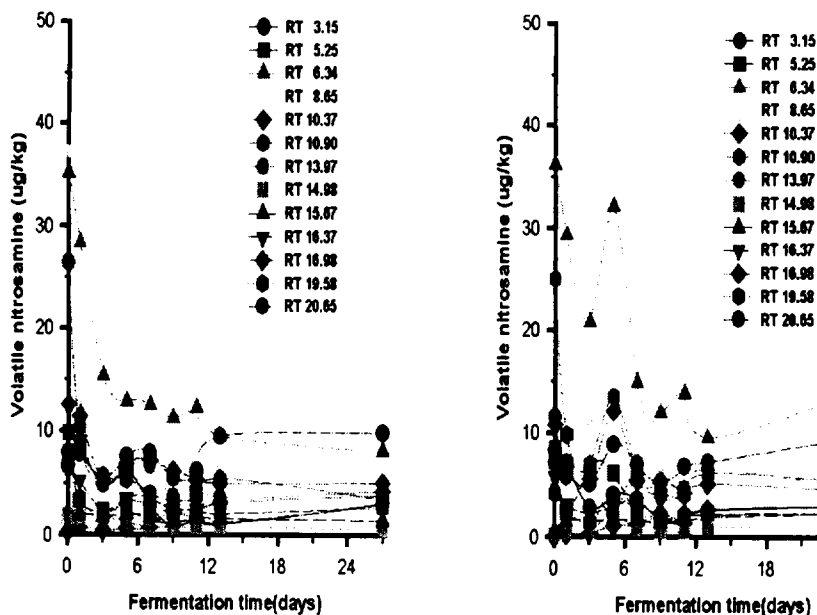 Volatile nitrosamine (ug/kg)
50
40
30
20
10
0
0
6
12
18
24
Fermentation time(days)
RT 3.15
RT 5.25
RT 6.34
RT 8.65
RT 10.37
RT 10.90
RT 13.97
RT 14.98
RT 15.67
RT 16.37
RT 16.98
RT 19.58
RT 20.65
Volatile nitrosamine (ug/kg)
50
40
30
20
10
0
0
6
12
18
Fermentation time(days)
RT 3.15
RT 5.25
RT 6.34
RT 8.65
RT 10.37
RT 10.90
RT 13.97
RT 14.98
RT 15.67
RT 16.37
RT 16.98
RT 19.58
RT 20.65